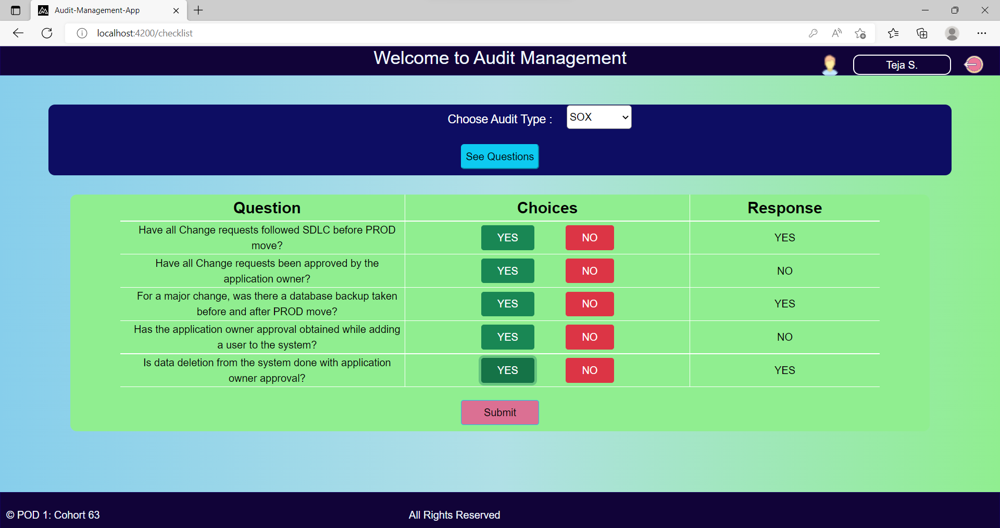 Audit-Management-App
localhost:4200/checklist
Welcome to Audit Management
Teja S.
Choose Audit Type :
SOX
See Questions
Question Choices Response
Have all Change requests followed SDLC before PROD
move?
YES NO YES
Have all Change requests been approved by the
application owner?
YES NO NO
For a major change, was there a database backup taken
before and after PROD move?
YES NO YES
Has the application owner approval obtained while adding
a user to the system?
YES NO NO
Is data deletion from the system done with application
owner approval?
YES NO YES
Submit
© POD 1: Cohort 63
All Rights Reserved